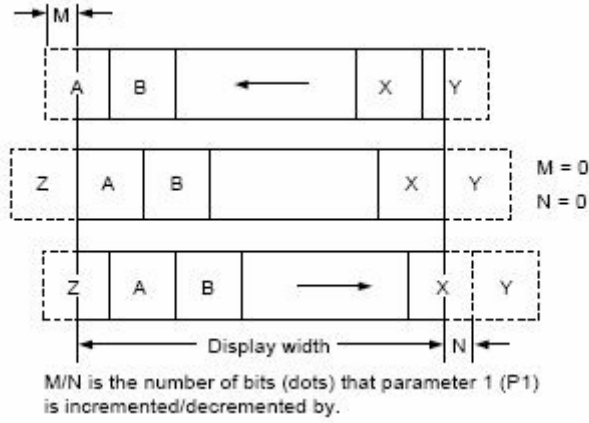 M
A B X Y
Z A B X Y M = 0
N = 0
Z A B X Y
Display width N
M/N is the number of bits (dots) that parameter 1 (P1)
is incremented/decremented by.